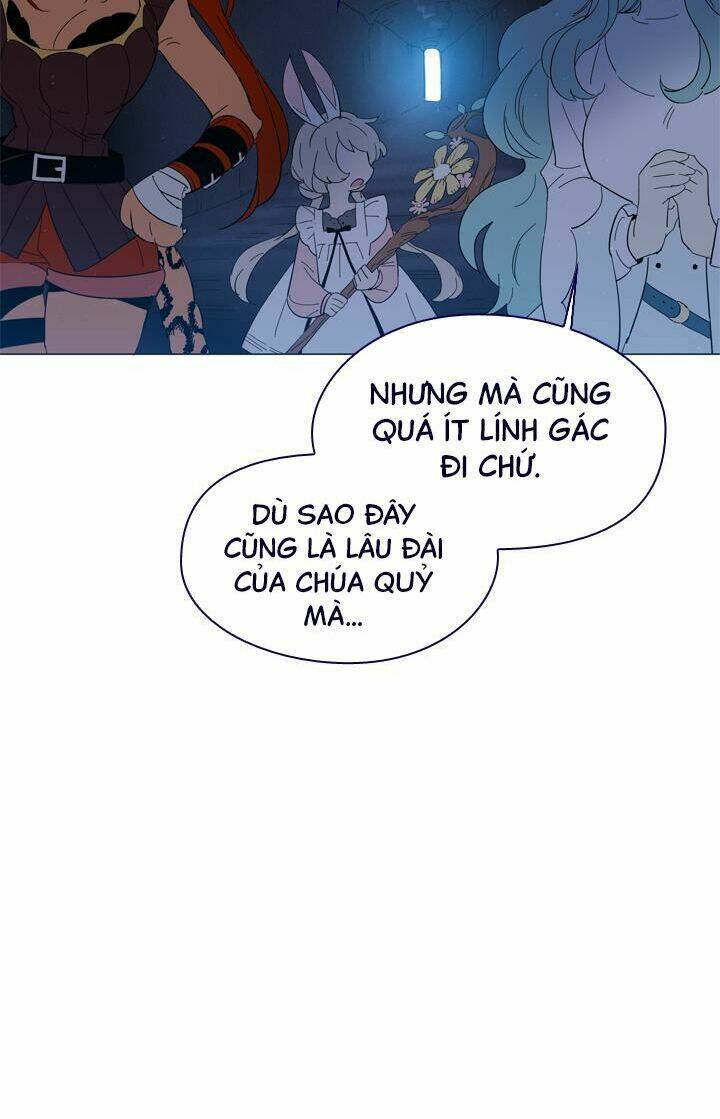 NHƯNG MÀ CŨNG
QUÁ ÍT LÍNH GÁC
ĐI CHỨ.
DÙ SAO ĐÂY
CŨNG LÀ LÂU ĐÀI
CỦA CHÚA QUỶ
MÀ...